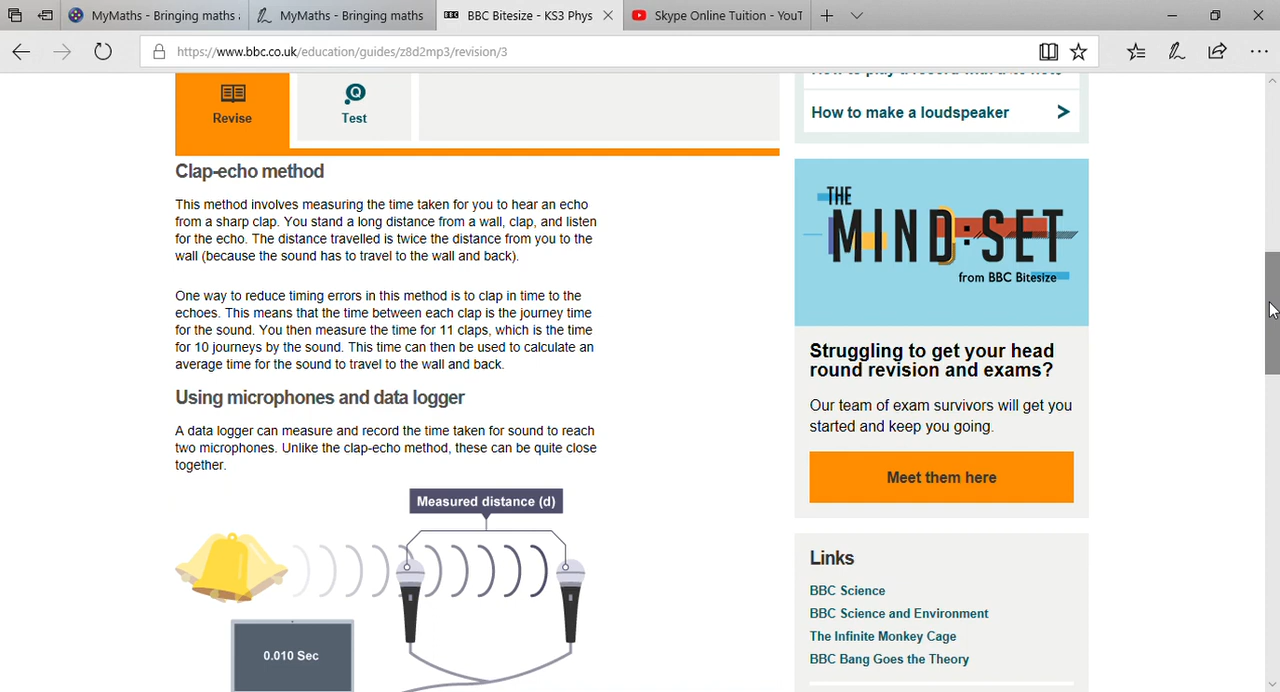 MyMaths - Bringing maths
MyMaths - Bringing maths
BBC Bitesize - KS3 Phys
Skype Online Tuition - YouT
https://www.bbc.co.uk/education/guides/z8d2mp3/revision/3
Revise
Test
Clap-echo method
This method involves measuring the time taken for you to hear an echo
from a sharp clap. You stand a long distance from a wall, clap, and listen
for the echo. The distance travelled is twice the distance from you to the
wall (because the sound has to travel to the wall and back).
One way to reduce timing errors in this method is to clap in time to the
echoes. This means that the time between each clap is the journey time
for the sound. You then measure the time for 11 claps, which is the time
for 10 journeys by the sound. This time can then be used to calculate an
average time for the sound to travel to the wall and back.
Using microphones and data logger
A data logger can measure and record the time taken for sound to reach
two microphones. Unlike the clap-echo method, these can be quite close
together.
Measured distance (d)
0.010 Sec
How to make a loudspeaker
THE
MIND:SET
from BBC Bitesize
Struggling to get your head
round revision and exams?
Our team of exam survivors will get you
started and keep you going.
Meet them here
Links
BBC Science
BBC Science and Environment
The Infinite Monkey Cage
BBC Bang Goes the Theory